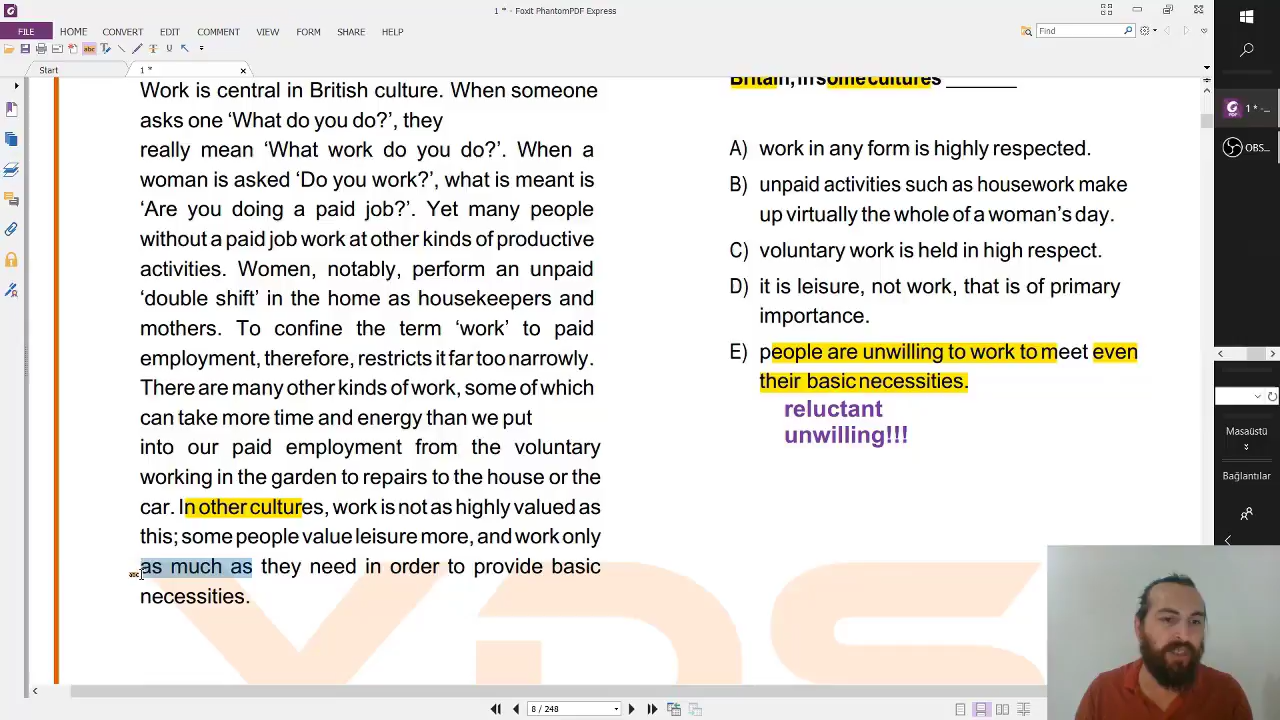 1 * - Foxit PhantomPDF Express
FILE HOME CONVERT EDIT COMMENT VIEW FORM SHARE HELP
Find
Start
1 *
Work is central in British culture. When someone
asks one ‘What do you do?’, they
really mean ‘What work do you do?’. When a
woman is asked ‘Do you work?’, what is meant is
‘Are you doing a paid job?’. Yet many people
without a paid job work at other kinds of productive
activities. Women, notably, perform an unpaid
‘double shift’ in the home as housekeepers and
mothers. To confine the term ‘work’ to paid
employment, therefore, restricts it far too narrowly.
There are many other kinds of work, some of which
can take more time and energy than we put
into our paid employment from the voluntary
working in the garden to repairs to the house or the
car. In other cultures, work is not as highly valued as
this; some people value leisure more, and work only
as much as they need in order to provide basic
necessities.
Britain, in some cultures _______
A) work in any form is highly respected.
B) unpaid activities such as housework make
up virtually the whole of a woman’s day.
C) voluntary work is held in high respect.
D) it is leisure, not work, that is of primary
importance.
E) people are unwilling to work to meet even
their basic necessities.
reluctant
unwilling!!!
YDS
8 / 248
1 * -...
OBS...
Masaüstü
Bağlantılar